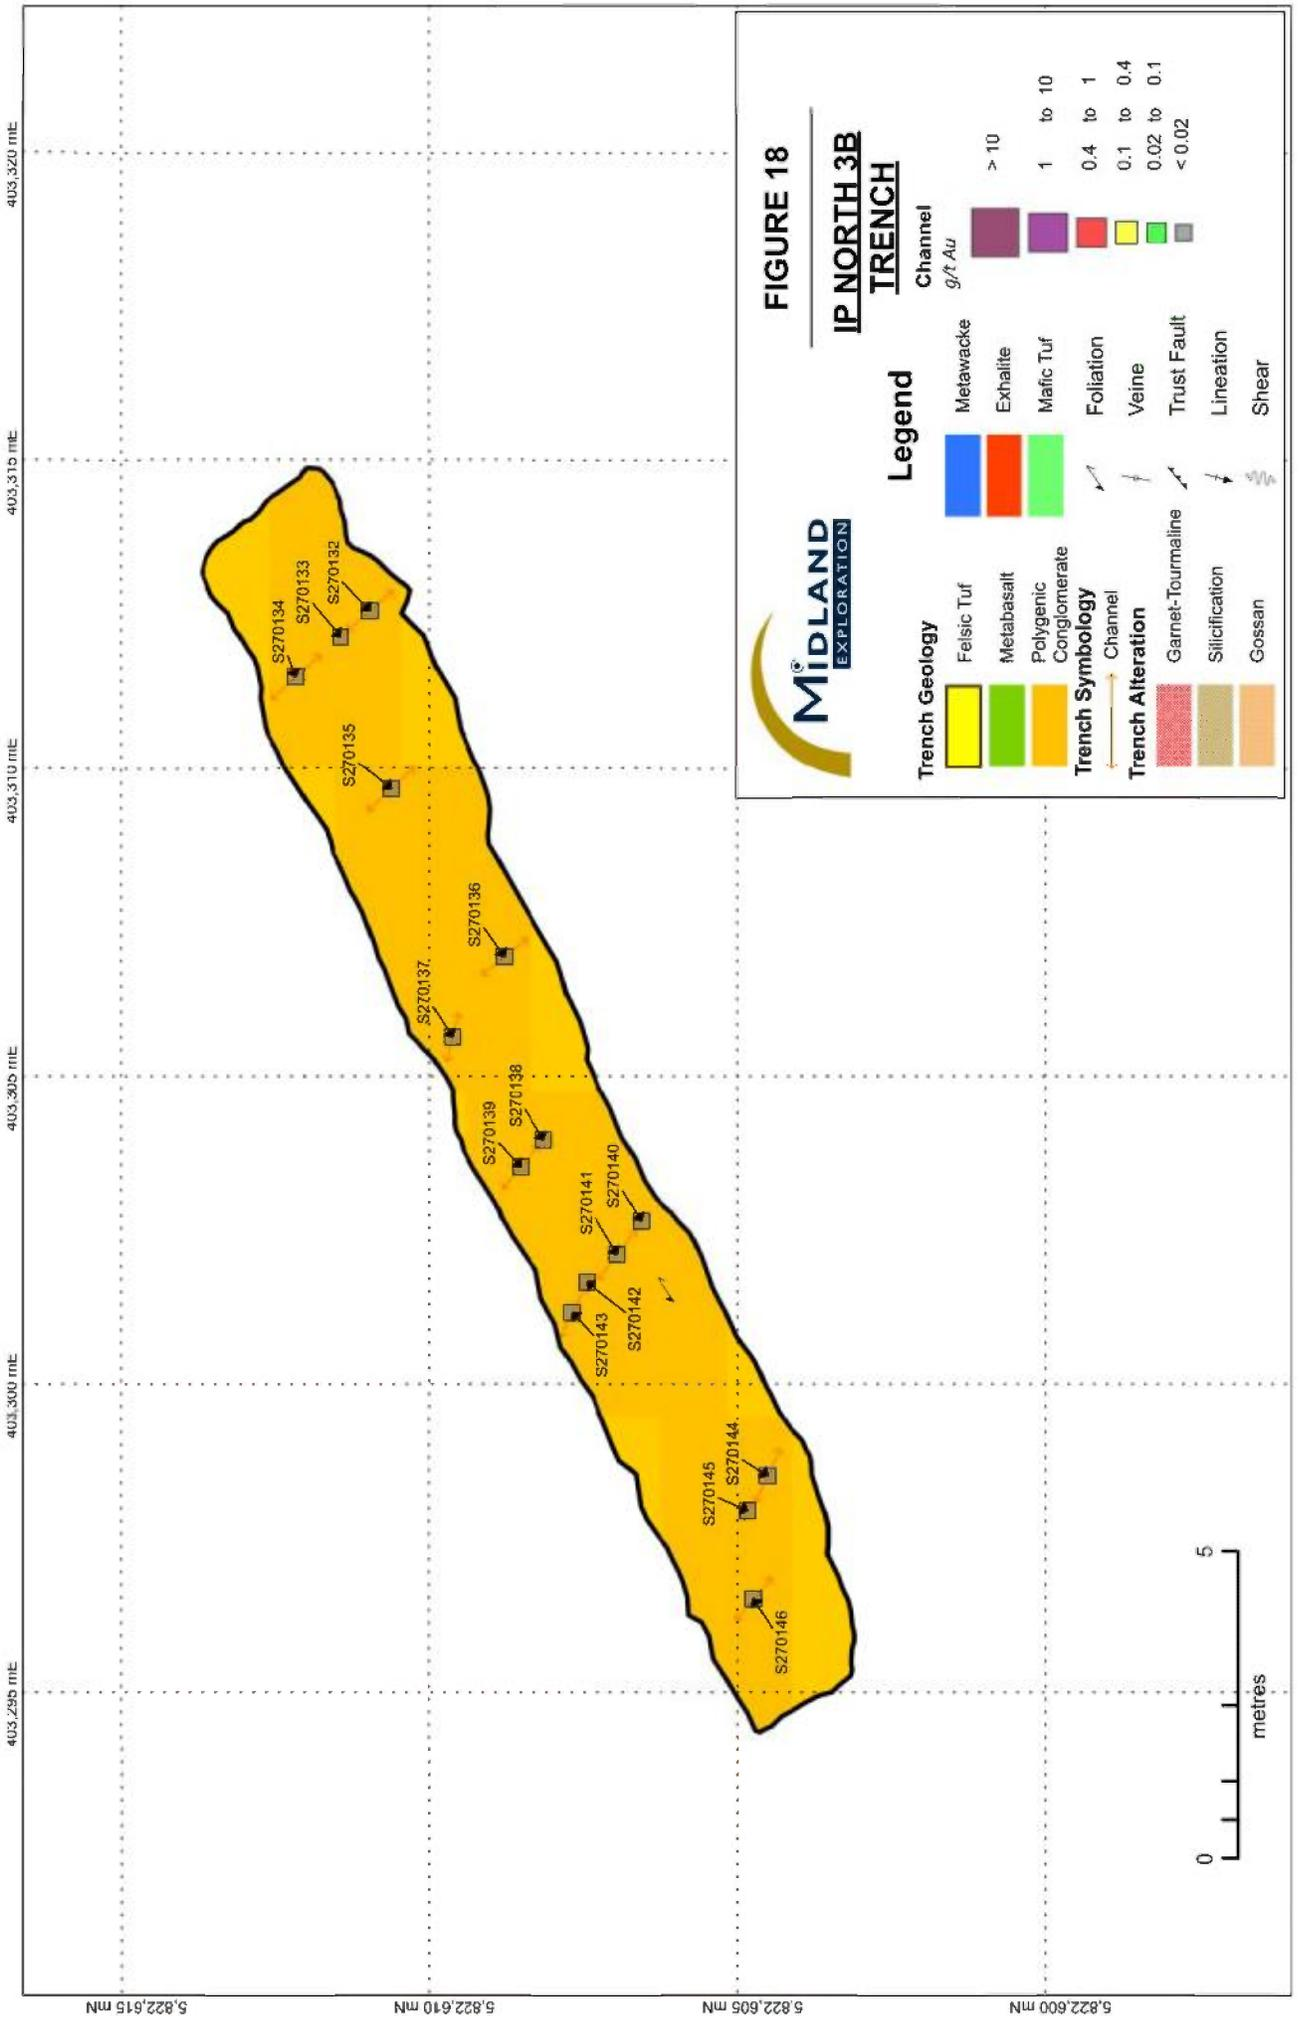 403,295 mE
403,300 mE
403,305 mE
403,310 mE
403,315 mE
403,320 mE
5,822,615 mN
5,822,610 mN
5,822,605 mN
5,822,600 mN
S270134
S270133
S270132
S270135
S270136
S270137
S270139
S270138
S270141
S270140
S270143
S270142
S270145
S270144
S270146
0
5
metres
MIDLAND
EXPLORATION
FIGURE 18
IP NORTH 3B
TRENCH
Legend
Trench Geology
Felsic Tuf
Metabasalt
Polygenic
Conglomerate
Metawacke
Exhalite
Mafic Tuf
Trench Symbology
Channel
Foliation
Veine
Trust Fault
Lineation
Shear
Trench Alteration
Garnet-Tourmaline
Silicification
Gossan
Channel
g/t Au
> 10
1 to 10
0.4 to 1
0.1 to 0.4
0.02 to 0.1
< 0.02